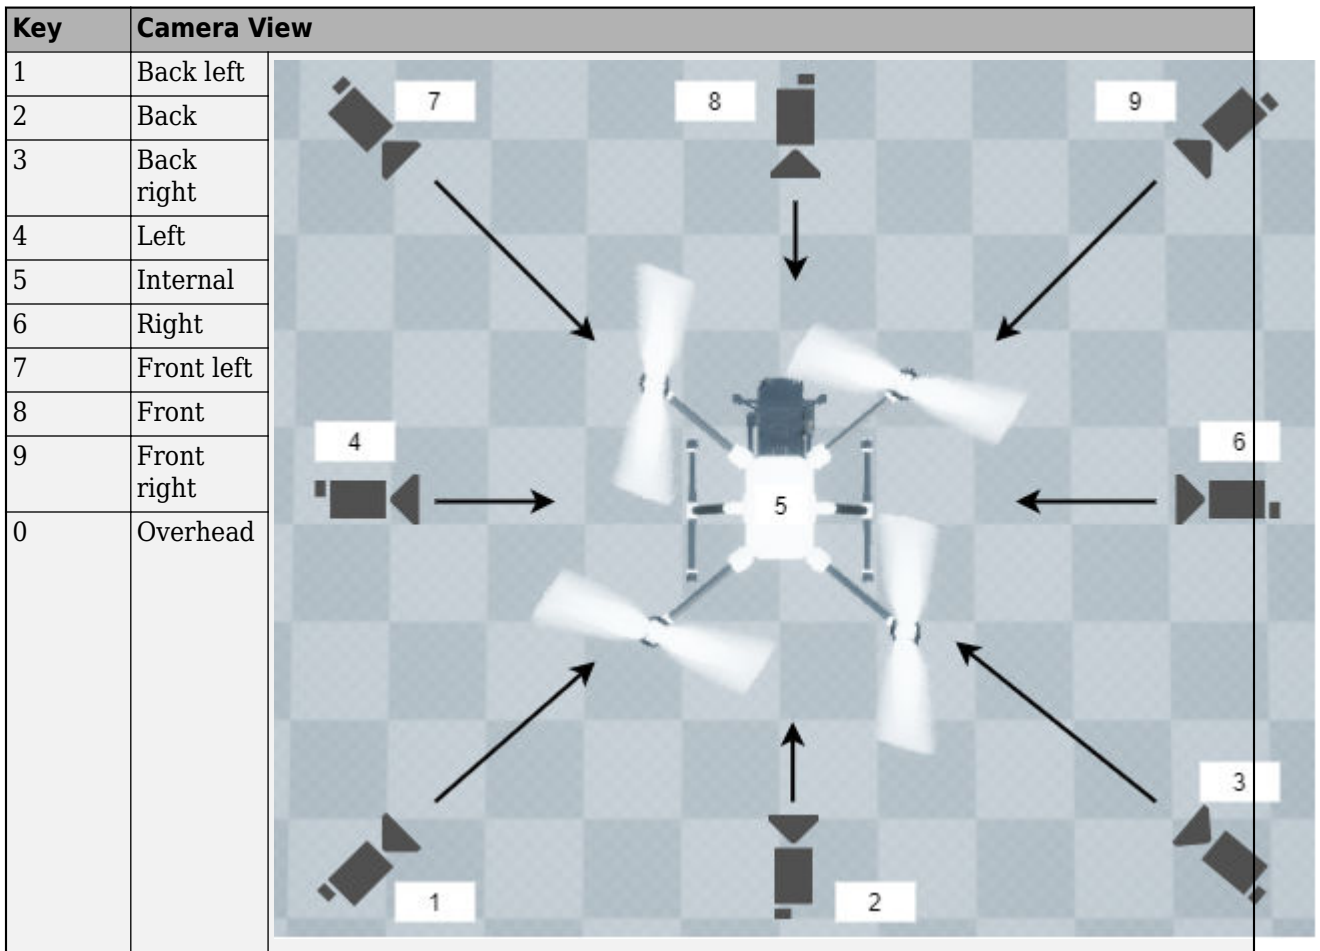 Key Camera View
1 Back left
2 Back
3 Back
right
4 Left
5 Internal
6 Right
7 Front left
8 Front
9 Front
right
0 Overhead
7 8 9
4 6
5
3
1 2